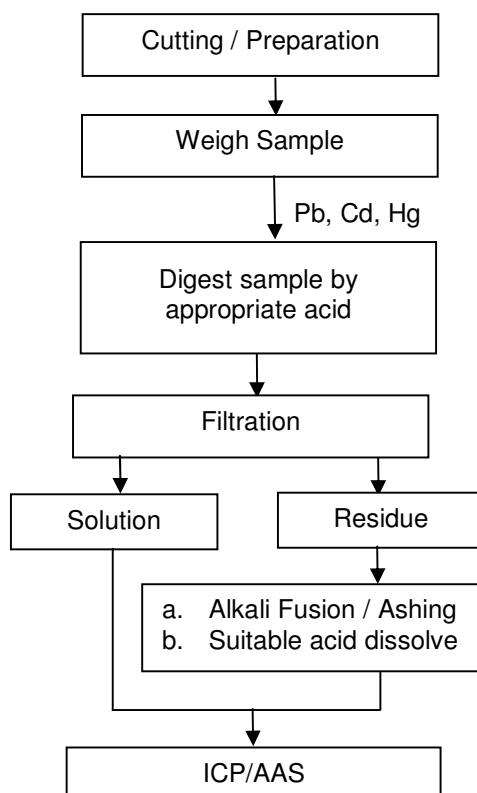 Cutting / Preparation
Weigh Sample
Pb, Cd, Hg
Digest sample by
appropriate acid
Filtration
Solution
Residue
a. Alkali Fusion / Ashing
b. Suitable acid dissolve
ICP/AAS